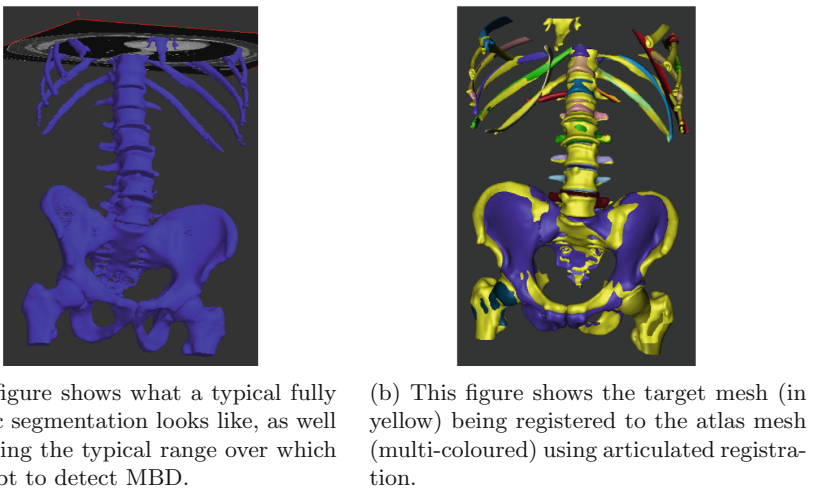 figure shows what a typical fully
c segmentation looks like, as well
ing the typical range over which
ot to detect MBD.
(b) This figure shows the target mesh (in
yellow) being registered to the atlas mesh
(multi-coloured) using articulated registra-
tion.